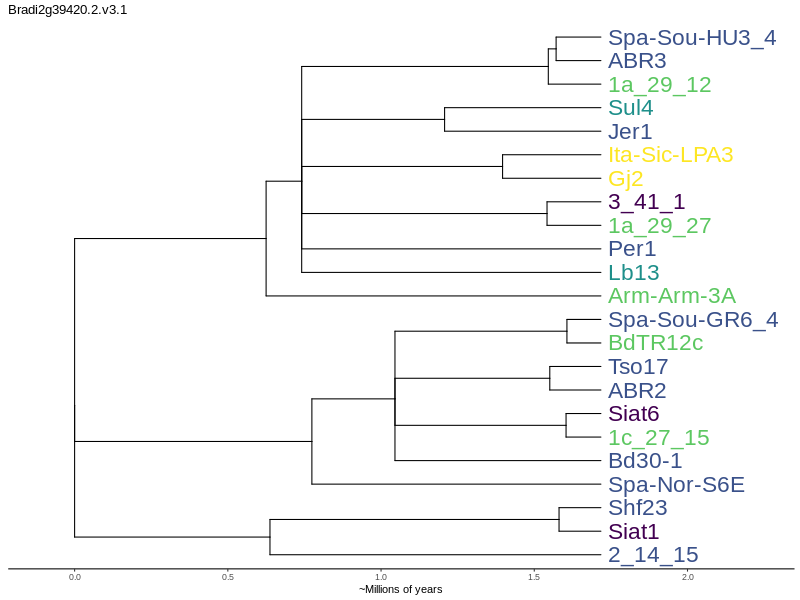 Bradi2g39420.2.v3.1
Spa-Sou-HU3_4
ABR3
1a_29_12
Sul4
Jer1
Ita-Sic-LPA3
Gj2
3_41_1
1a_29_27
Per1
Lb13
Arm-Arm-3A
Spa-Sou-GR6_4
BdTR12c
Tso17
ABR2
Siat6
1c_27_15
Bd30-1
Spa-Nor-S6E
Shf23
Siat1
2_14_15
0.0 0.5 1.0 1.5 2.0
~Millions of years